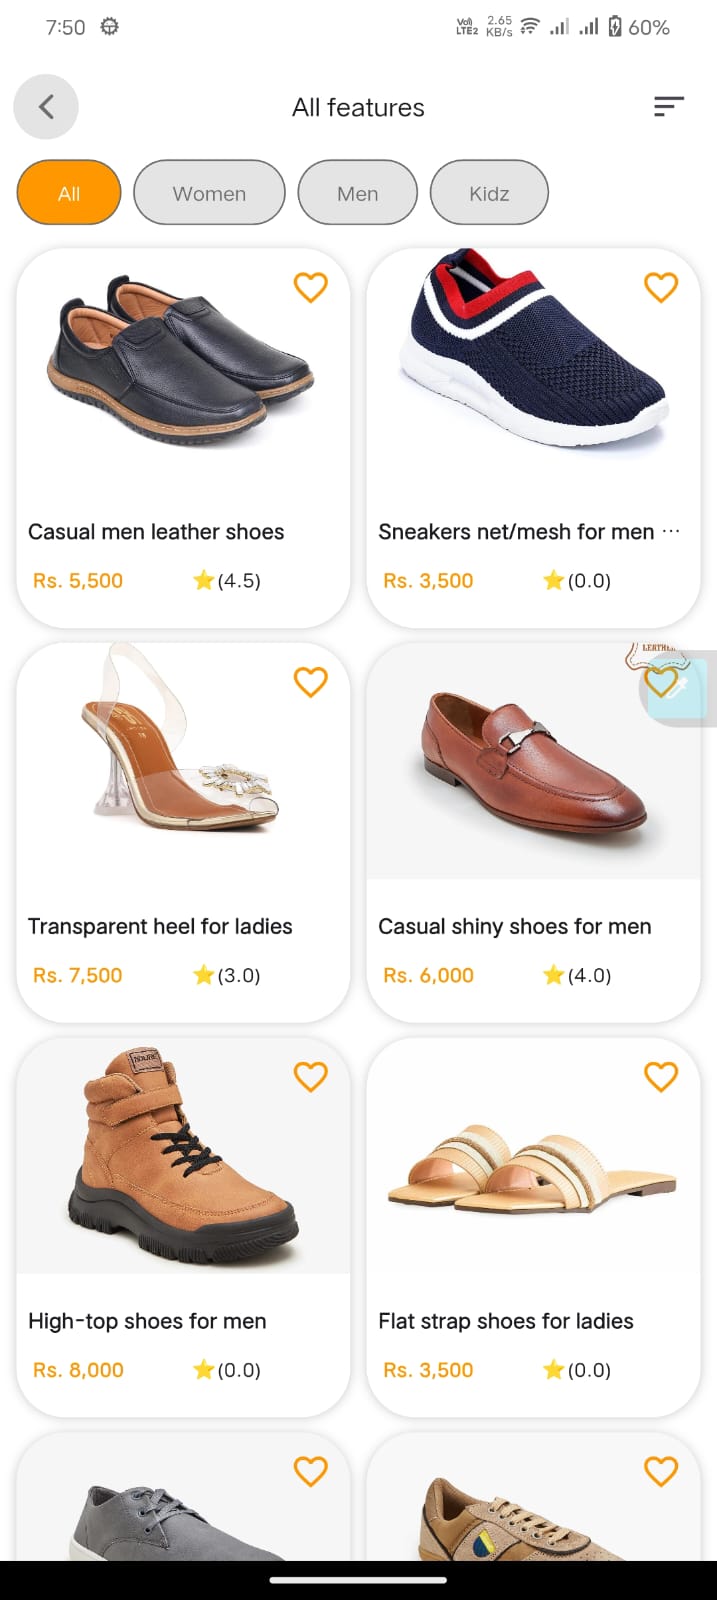 7:50
Vo) LTE2 2.65 KB/s 60%
All features
All Women Men Kidz
Casual men leather shoes
Rs. 5,500 ⭐(4.5)
Sneakers net/mesh for men ···
Rs. 3,500 ⭐(0.0)
LEATHER
Transparent heel for ladies
Rs. 7,500 ⭐(3.0)
Casual shiny shoes for men
Rs. 6,000 ⭐(4.0)
NDURE
High-top shoes for men
Rs. 8,000 ⭐(0.0)
Flat strap shoes for ladies
Rs. 3,500 ⭐(0.0)